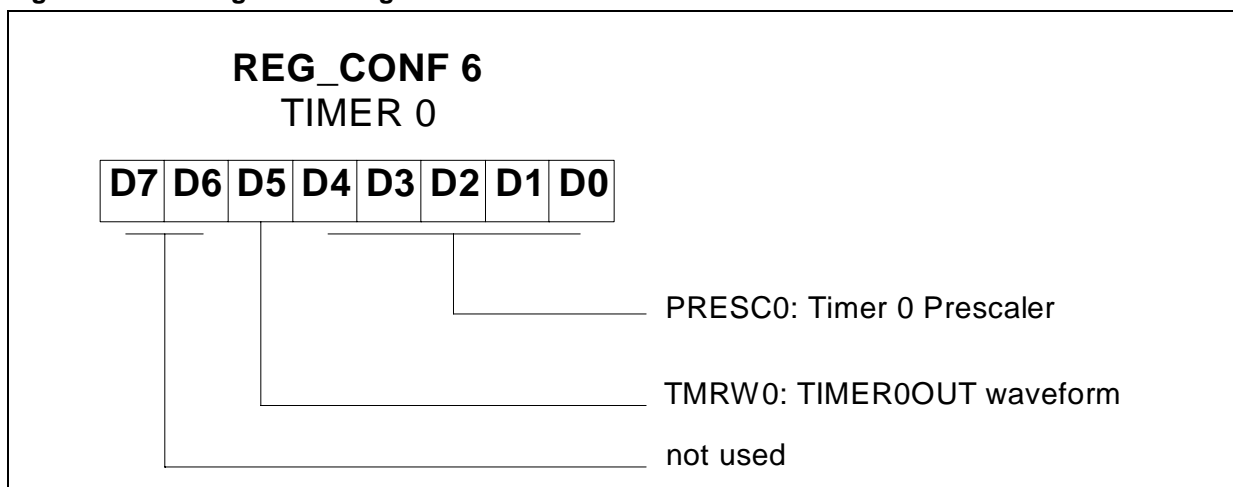 REG_CONF 6
TIMER 0
D7 D6 D5 D4 D3 D2 D1 D0
PRESC0: Timer 0 Prescaler
TMRW0: TIMER0OUT waveform
not used